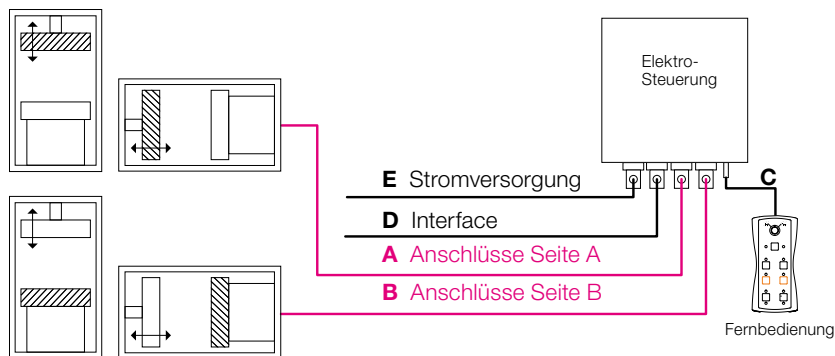 Elektro-
Steuerung
E Stromversorgung
C
D Interface
A Anschlüsse Seite A
B Anschlüsse Seite B
Fernbedienung